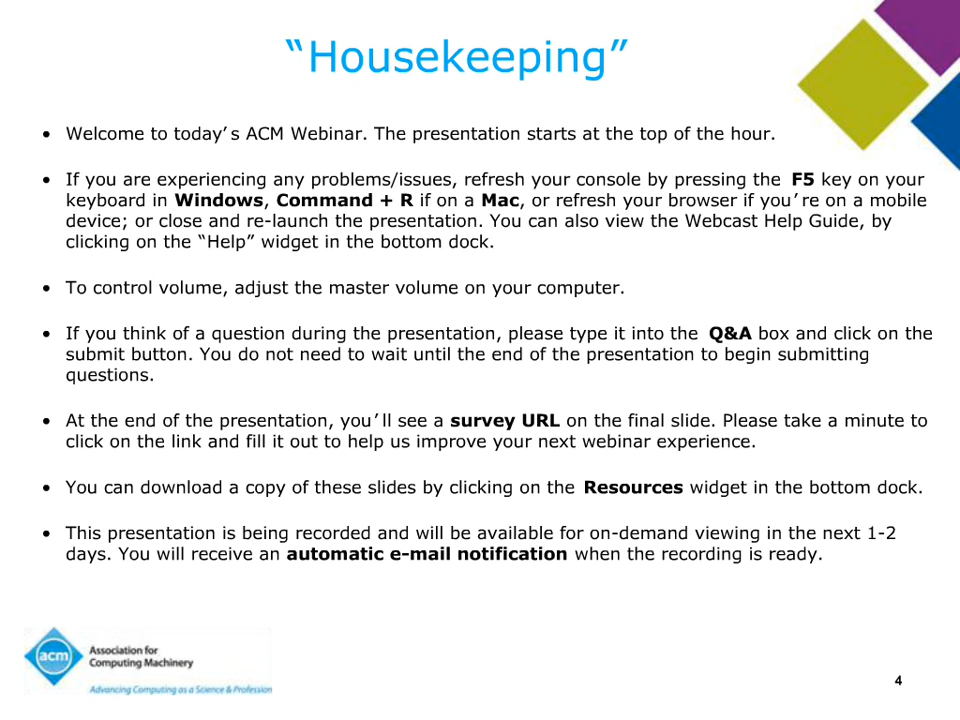 “Housekeeping”
• Welcome to today’s ACM Webinar. The presentation starts at the top of the hour.
• If you are experiencing any problems/issues, refresh your console by pressing the F5 key on your
keyboard in Windows, Command + R if on a Mac, or refresh your browser if you’re on a mobile
device; or close and re-launch the presentation. You can also view the Webcast Help Guide, by
clicking on the “Help” widget in the bottom dock.
• To control volume, adjust the master volume on your computer.
• If you think of a question during the presentation, please type it into the Q&A box and click on the
submit button. You do not need to wait until the end of the presentation to begin submitting
questions.
• At the end of the presentation, you’ll see a survey URL on the final slide. Please take a minute to
click on the link and fill it out to help us improve your next webinar experience.
• You can download a copy of these slides by clicking on the Resources widget in the bottom dock.
• This presentation is being recorded and will be available for on-demand viewing in the next 1-2
days. You will receive an automatic e-mail notification when the recording is ready.
acm
Association for
Computing Machinery
Advancing Computing as a Science & Profession
4